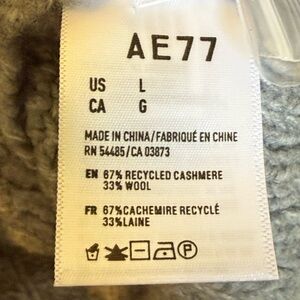 AE77
US L
CA G
MADE IN CHINA/FABRIQUÉ EN CHINE
RN 54485/CA 03873
EN 67% RECYCLED CASHMERE
33% WOOL
FR 67%CACHEMIRE RECYCLÉ
33%LAINE
P